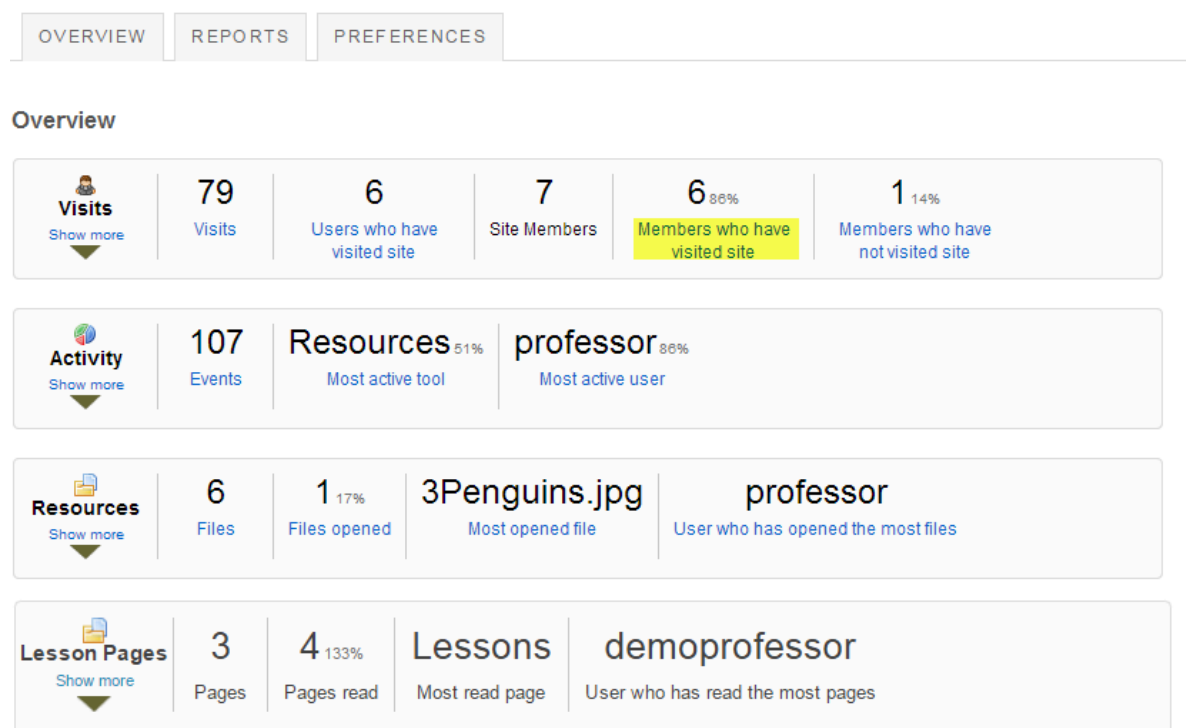 OVERVIEW REPORTS PREFERENCES
Overview
Visits
Show more
79
Visits
6
Users who have
visited site
7
Site Members
6 86%
Members who have
visited site
1 14%
Members who have
not visited site
Activity
Show more
107
Events
Resources 51%
Most active tool
professor 86%
Most active user
Resources
Show more
6
Files
1 17%
Files opened
3Penguins.jpg
Most opened file
professor
User who has opened the most files
Lesson Pages
Show more
3
Pages
4 133%
Pages read
Lessons
Most read page
demoprofessor
User who has read the most pages